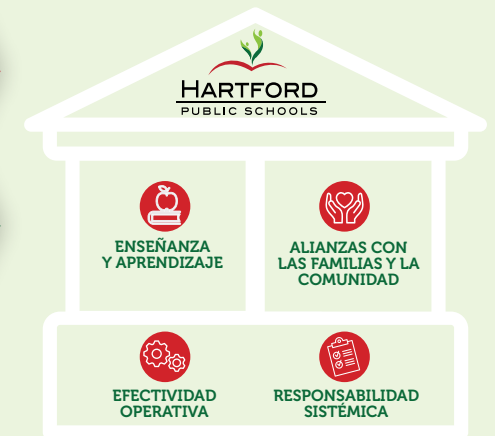 HARTFORD
PUBLIC SCHOOLS
ENSEÑANZA
Y APRENDIZAJE
ALIANZAS CON
LAS FAMILIAS Y LA
COMUNIDAD
EFECTIVIDAD
OPERATIVA
RESPONSABILIDAD
SISTÉMICA